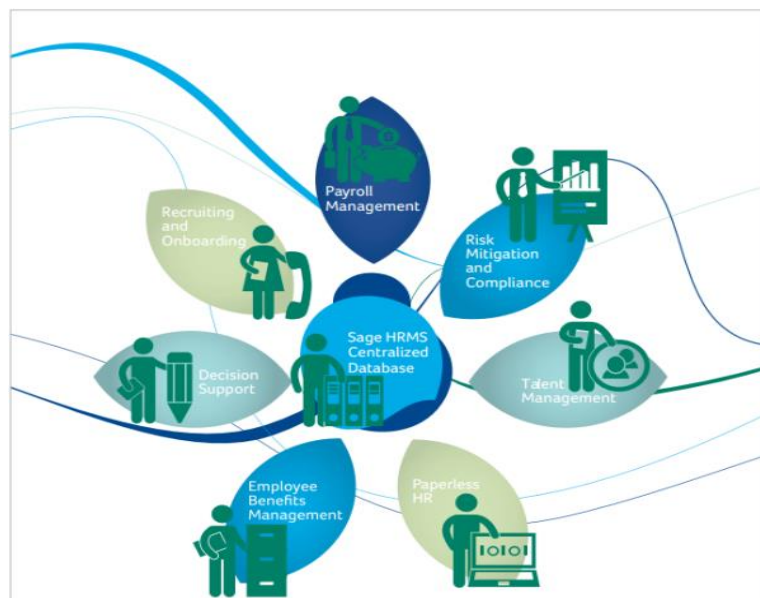 Payroll
Management
Recruiting
and
Onboarding
Risk
Mitigation and
Compliance
Sage HRMS
Centralized
Database
Decision
Support
Talent
Management
Employee
Benefits
Management
Paperless
HR
IOIOI